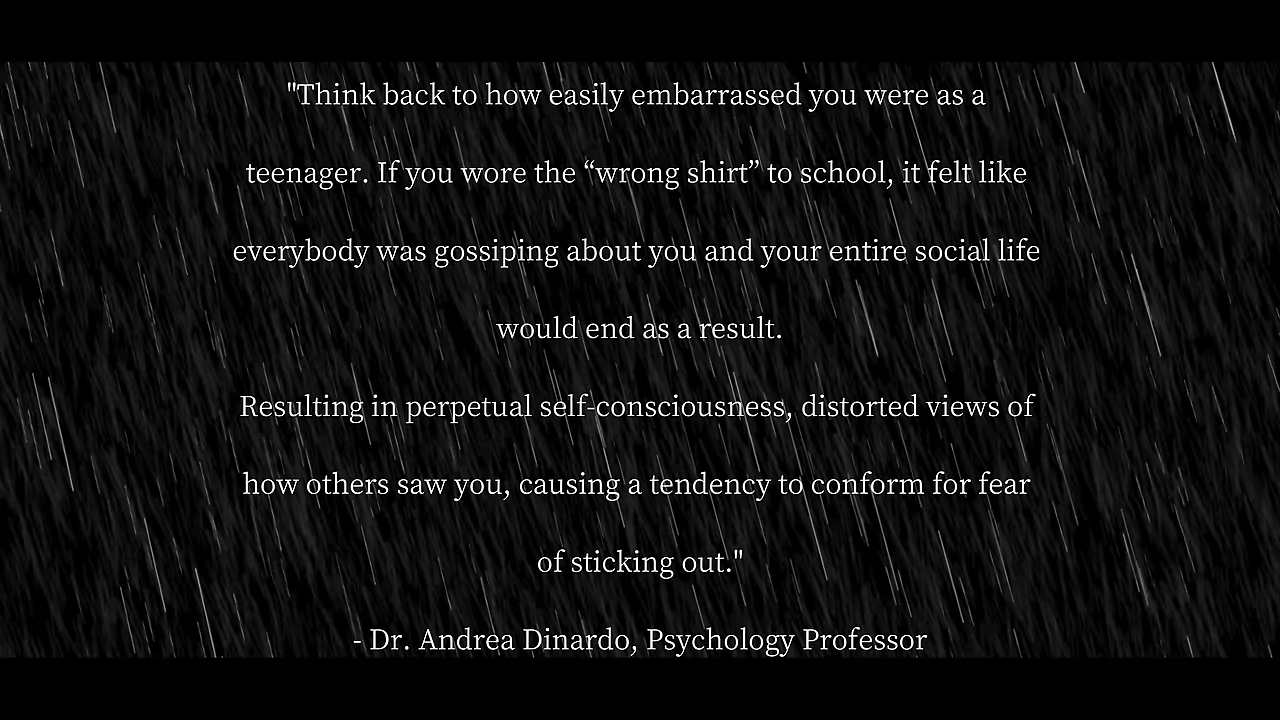 "Think back to how easily embarrassed you were as a
teenager. If you wore the “wrong shirt” to school, it felt like
everybody was gossiping about you and your entire social life
would end as a result.
Resulting in perpetual self-consciousness, distorted views of
how others saw you, causing a tendency to conform for fear
of sticking out."
- Dr. Andrea Dinardo, Psychology Professor